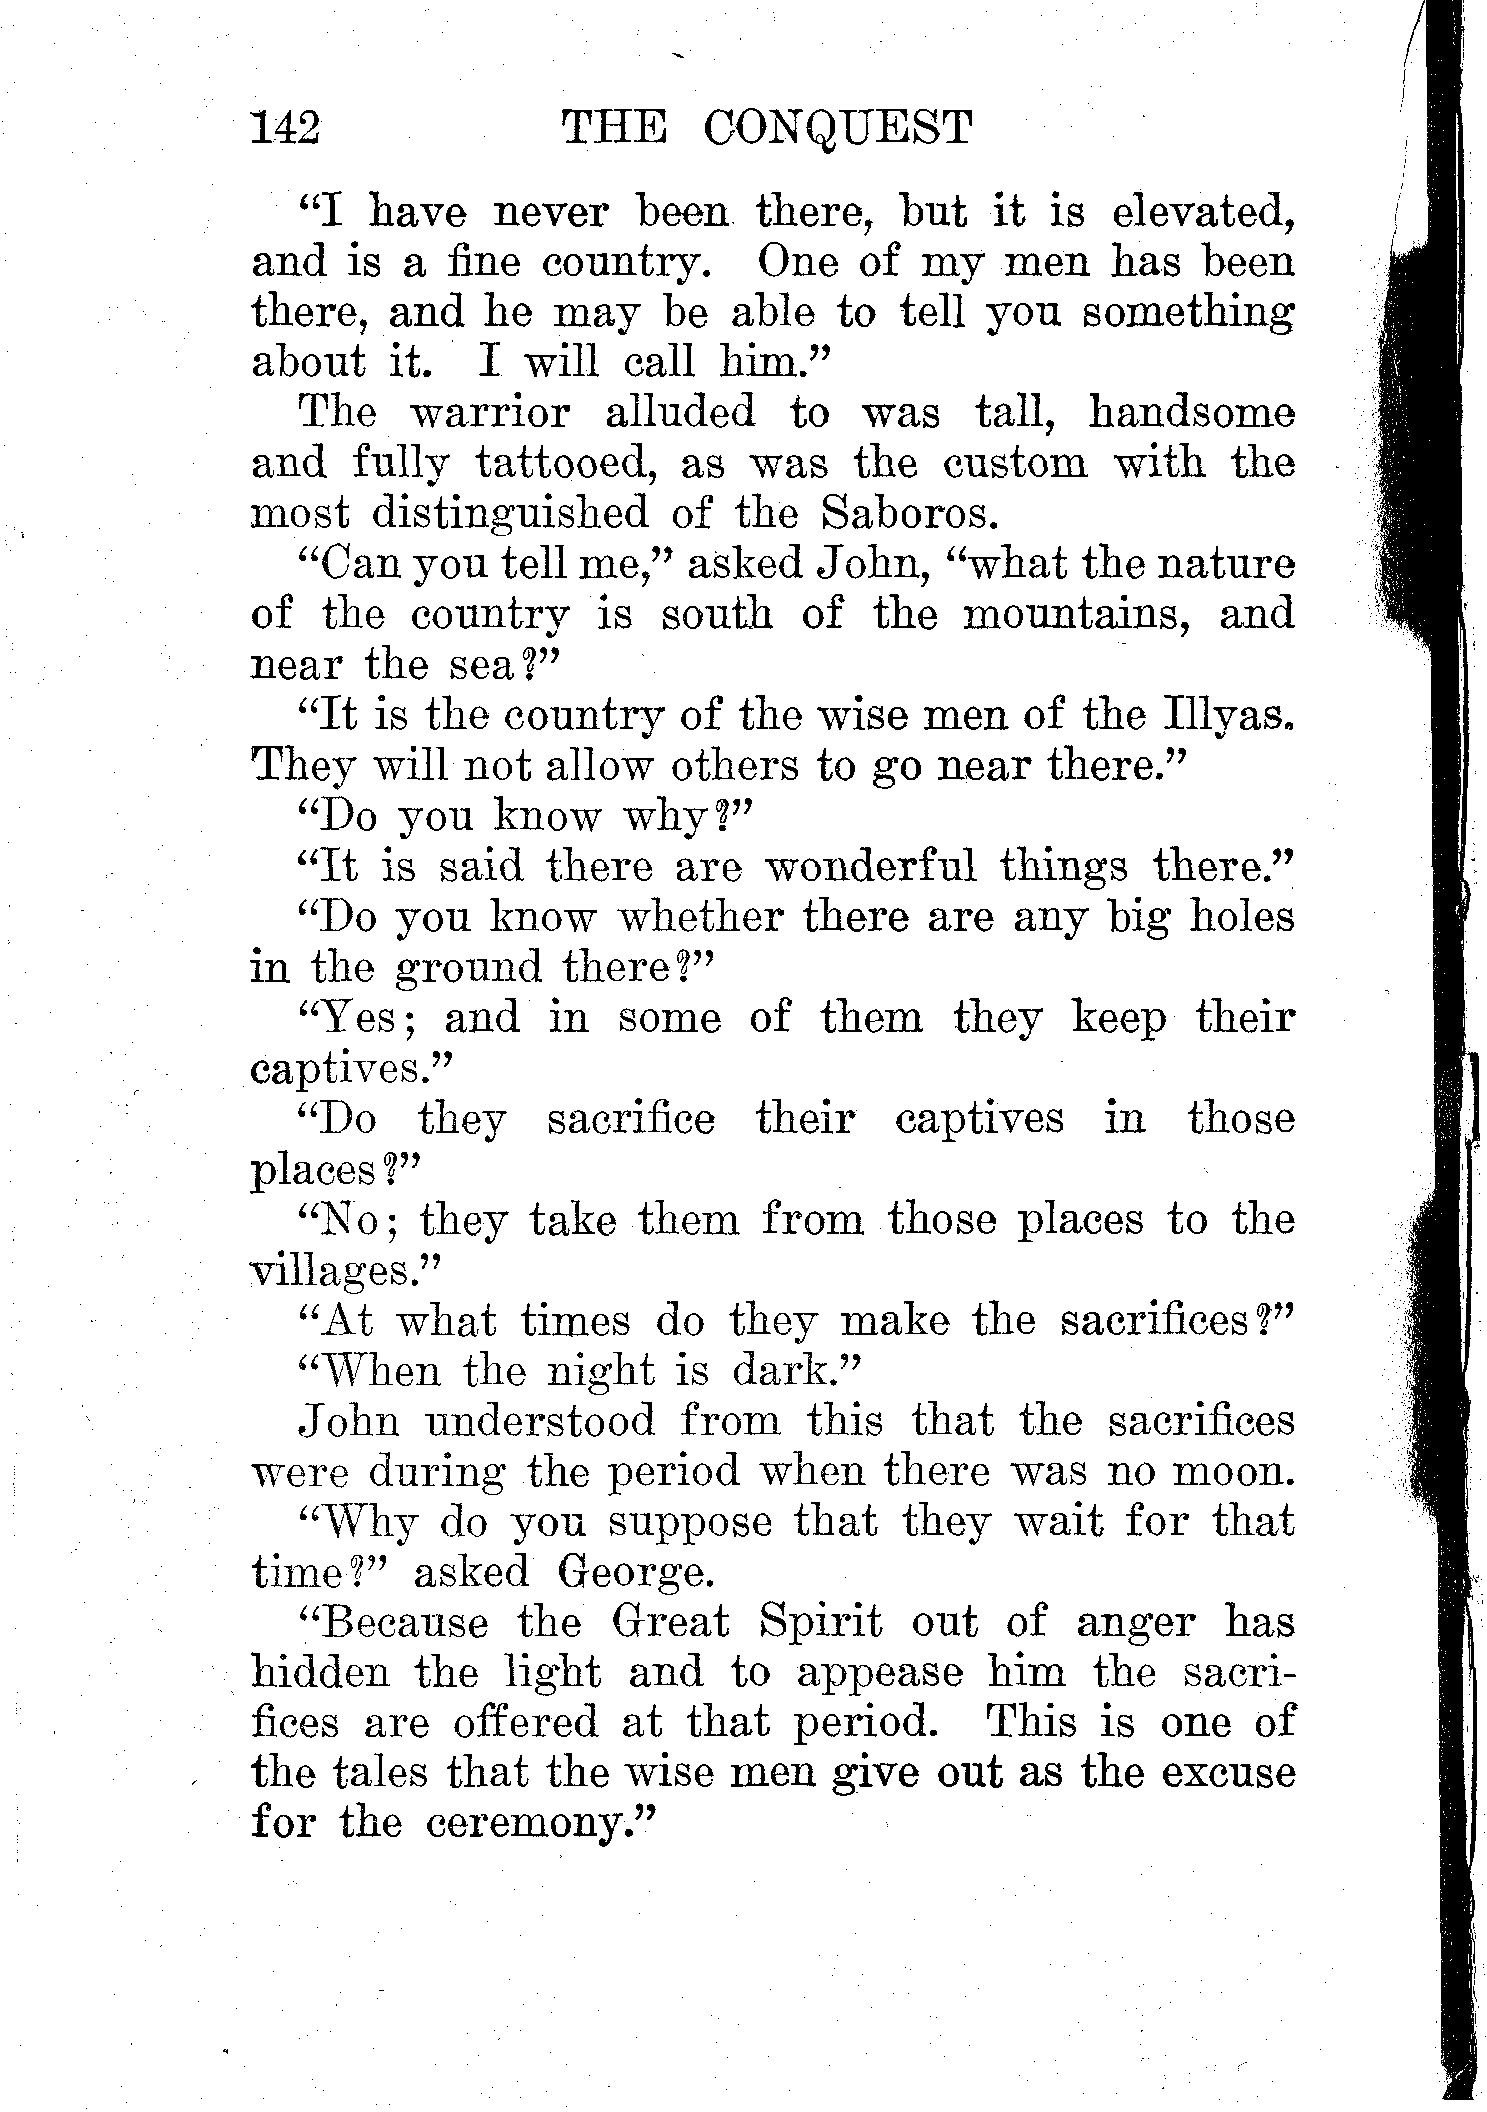 142 THE CONQUEST
“I have never been there, but it is elevated,
and is a fine country. One of my men has been
there, and he may be able to tell you something
about it. I will call him.”
The warrior alluded to was tall, handsome
and fully tattooed, as was the custom with the
most distinguished of the Saboros.
“Can you tell me,” asked John, “what the nature
of the country is south of the mountains, and
near the sea?”
“It is the country of the wise men of the Illyas.
They will not allow others to go near there.”
“Do you know why?”
“It is said there are wonderful things there.”
“Do you know whether there are any big holes
in the ground there?”
“Yes; and in some of them they keep their
captives.”
“Do they sacrifice their captives in those
places?”
“No; they take them from those places to the
villages.”
“At what times do they make the sacrifices?”
“When the night is dark.”
John understood from this that the sacrifices
were during the period when there was no moon.
“Why do you suppose that they wait for that
time?” asked George.
“Because the Great Spirit out of anger has
hidden the light and to appease him the sacri-
fices are offered at that period. This is one of
the tales that the wise men give out as the excuse
for the ceremony.”